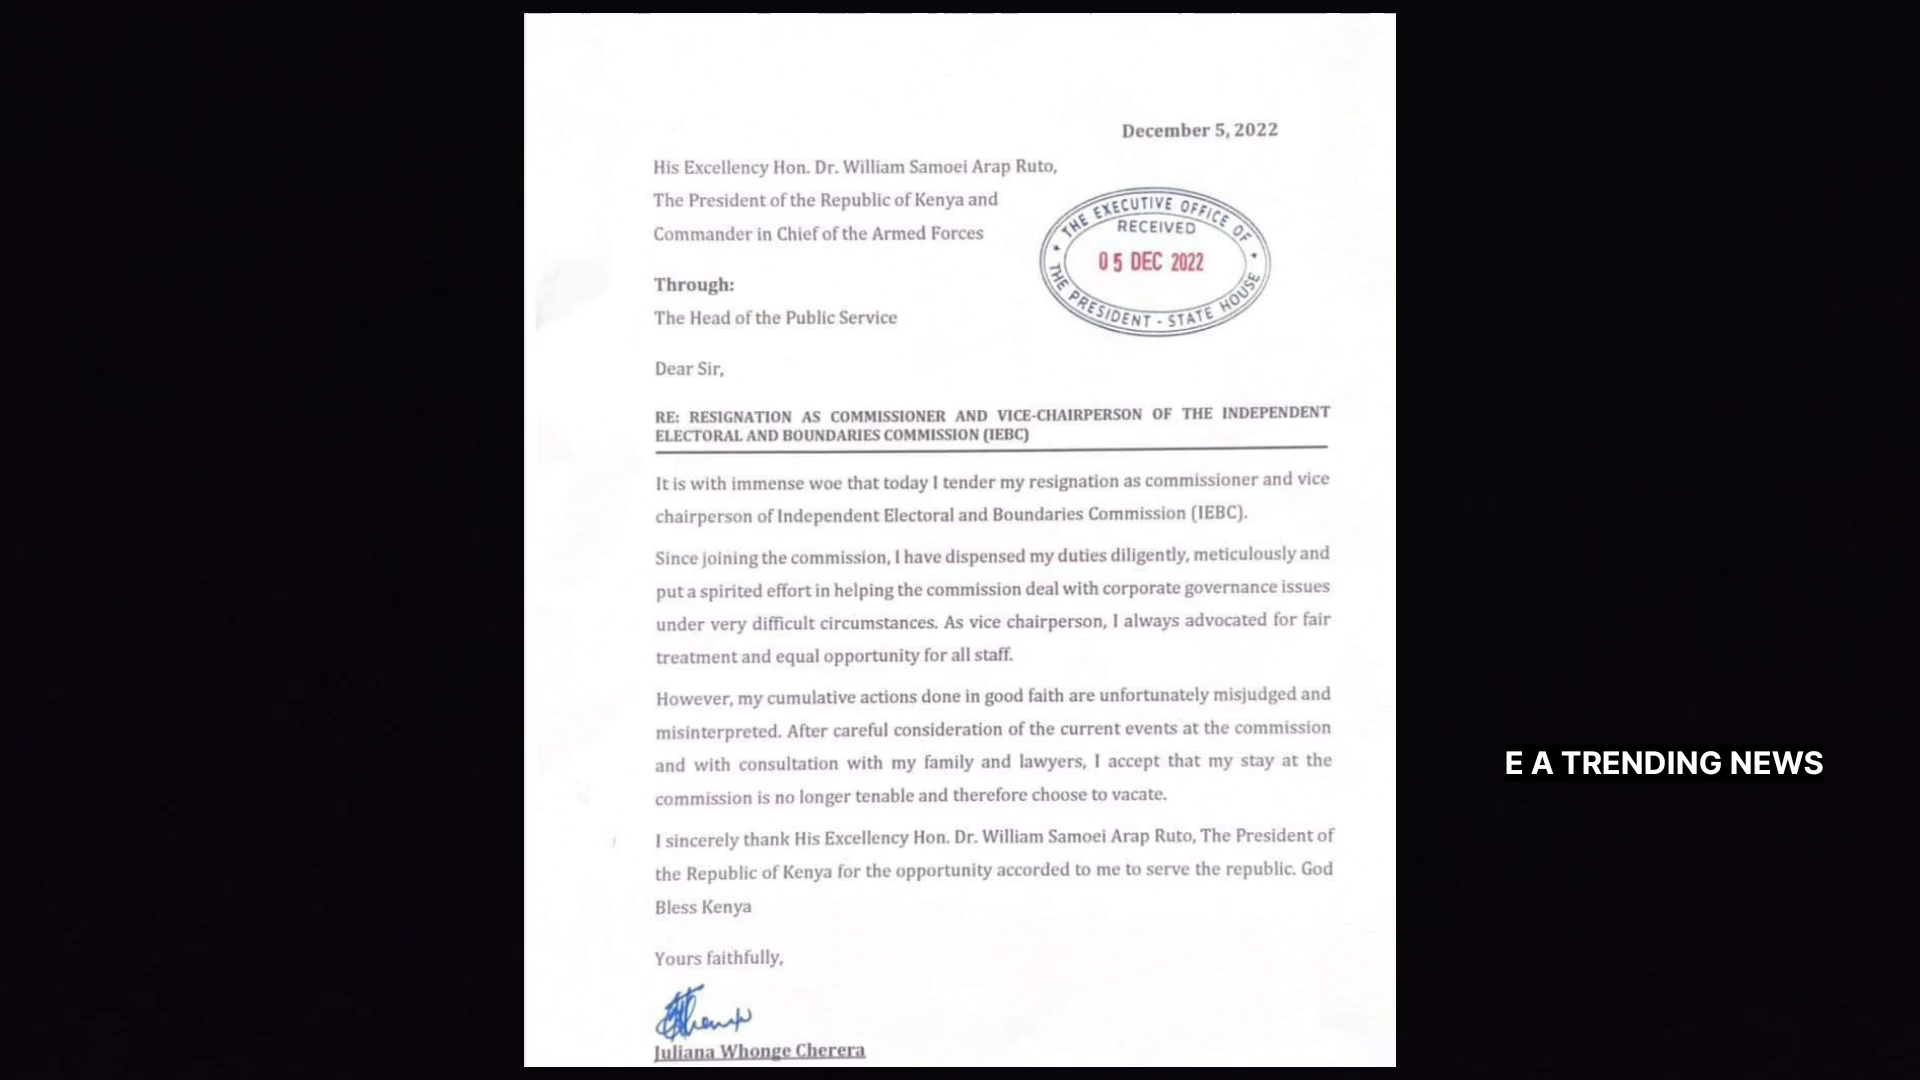 December 5, 2022
His Excellency Hon. Dr. William Samoei Arap Ruto,
The President of the Republic of Kenya and
Commander in Chief of the Armed Forces
* THE EXECUTIVE OFFICE OF *
RECEIVED
05 DEC 2022
THE PRESIDENT - STATE HOUSE
Through:
The Head of the Public Service
Dear Sir,
RE: RESIGNATION AS COMMISSIONER AND VICE-CHAIRPERSON OF THE INDEPENDENT
ELECTORAL AND BOUNDARIES COMMISSION (IEBC)
It is with immense woe that today I tender my resignation as commissioner and vice
chairperson of Independent Electoral and Boundaries Commission (IEBC).
Since joining the commission, I have dispensed my duties diligently, meticulously and
put a spirited effort in helping the commission deal with corporate governance issues
under very difficult circumstances. As vice chairperson, I always advocated for fair
treatment and equal opportunity for all staff.
However, my cumulative actions done in good faith are unfortunately misjudged and
misinterpreted. After careful consideration of the current events at the commission
and with consultation with my family and lawyers, I accept that my stay at the
commission is no longer tenable and therefore choose to vacate.
I sincerely thank His Excellency Hon. Dr. William Samoei Arap Ruto, The President of
the Republic of Kenya for the opportunity accorded to me to serve the republic. God
Bless Kenya
Yours faithfully,
Juliana Whonge Cherera
E A TRENDING NEWS